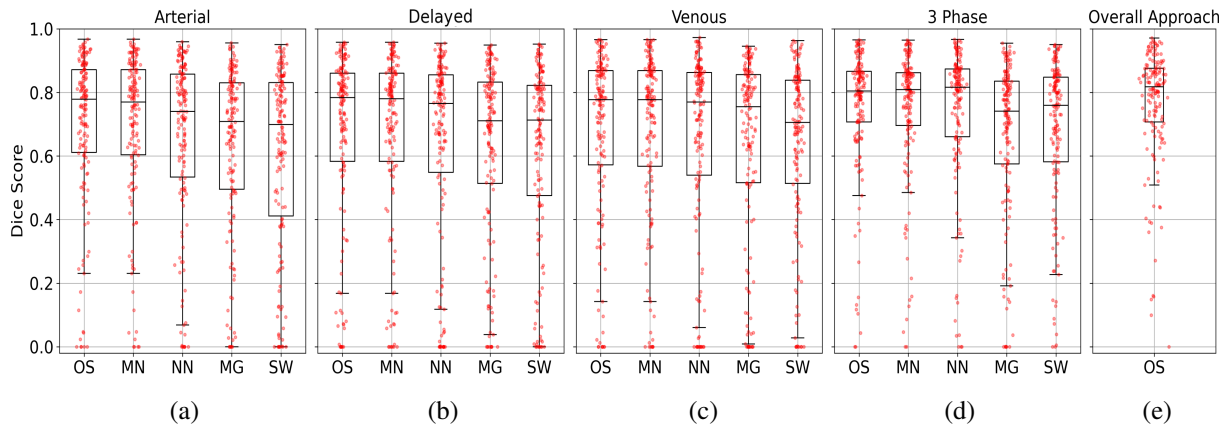 Arterial Delayed Venous 3 Phase Overall Approach
Dice Score
1.0
0.8
0.6
0.4
0.2
0.0
OS MN NN MG SW OS MN NN MG SW OS MN NN MG SW OS MN NN MG SW OS
(a) (b) (c) (d) (e)